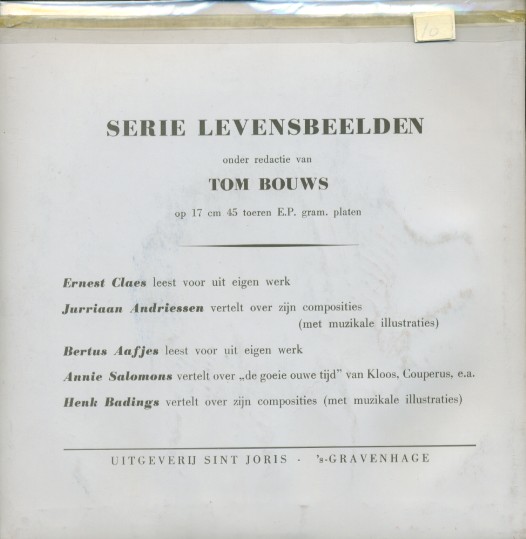 10
SERIE LEVENSBEELDEN
onder redactie van
TOM BOUWS
op 17 cm 45 toeren E.P. gram. platen
Ernest Claes leest voor uit eigen werk
Jurriaan Andriessen vertelt over zijn composities
(met muzikale illustraties)
Bertus Aafjes leest voor uit eigen werk
Annie Salomons vertelt over „de goeie ouwe tijd” van Kloos, Couperus, e.a.
Henk Badings vertelt over zijn composities (met muzikale illustraties)
UITGEVERIJ SINT JORIS - 's-GRAVENHAGE